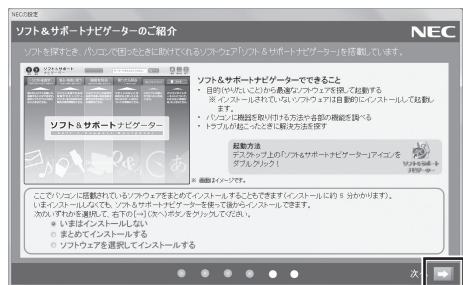 NECの設定
ソフト&サポートナビゲーターのご紹介
NEC
ソフトを探すとき、パソコンで困ったときに助けてくれるソフトウェア「ソフト&サポートナビゲーター」を搭載しています。
ソフト&サポートナビゲーター
ソフト&サポートナビゲーターでできること
・ 目的(やりたいこと)から最適なソフトウェアを探して起動する
※ インストールされていないソフトウェアは自動的にインストールして起動します。
・ パソコンに機器を取り付ける方法や各部の機能を調べる
・ トラブルが起こったときに解決方法を探す
起動方法
デスクトップ上の「ソフト&サポートナビゲーター」アイコンをダブルクリック!
ソフト&サポートナビゲーター
※ 画面はイメージです。
ここでパソコンに搭載されているソフトウェアをまとめてインストールすることもできます(インストールに約 6 分かかります)。
いまインストールしなくても、ソフト&サポートナビゲーターを使って後からインストールできます。
次のいずれかを選択して、右下の[→](次へ)ボタンをクリックしてください。
いまはインストールしない
まとめてインストールする
ソフトウェアを選択してインストールする
次へ